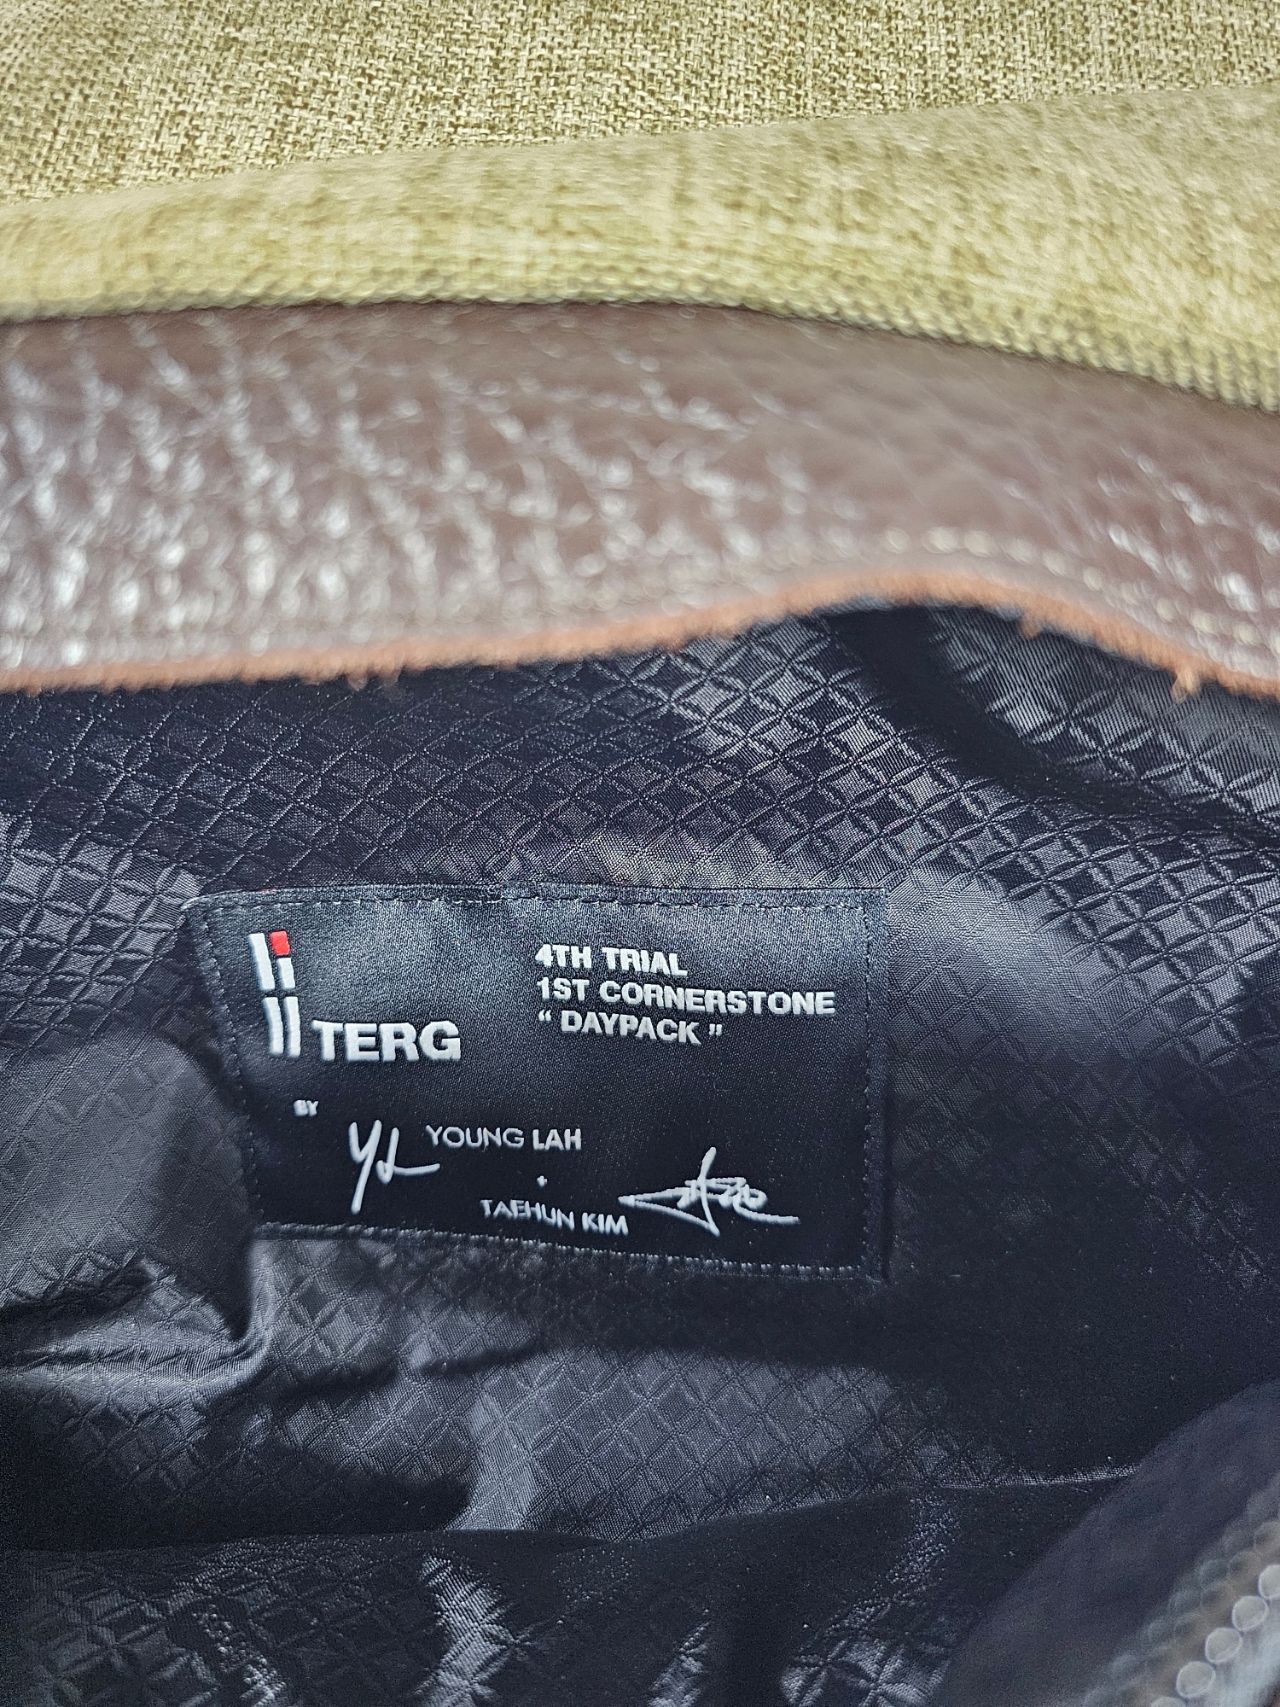 TERG
4TH TRIAL
1ST CORNERSTONE
“ DAYPACK ”
BY
YOUNG LAH
TAEHUN KIM